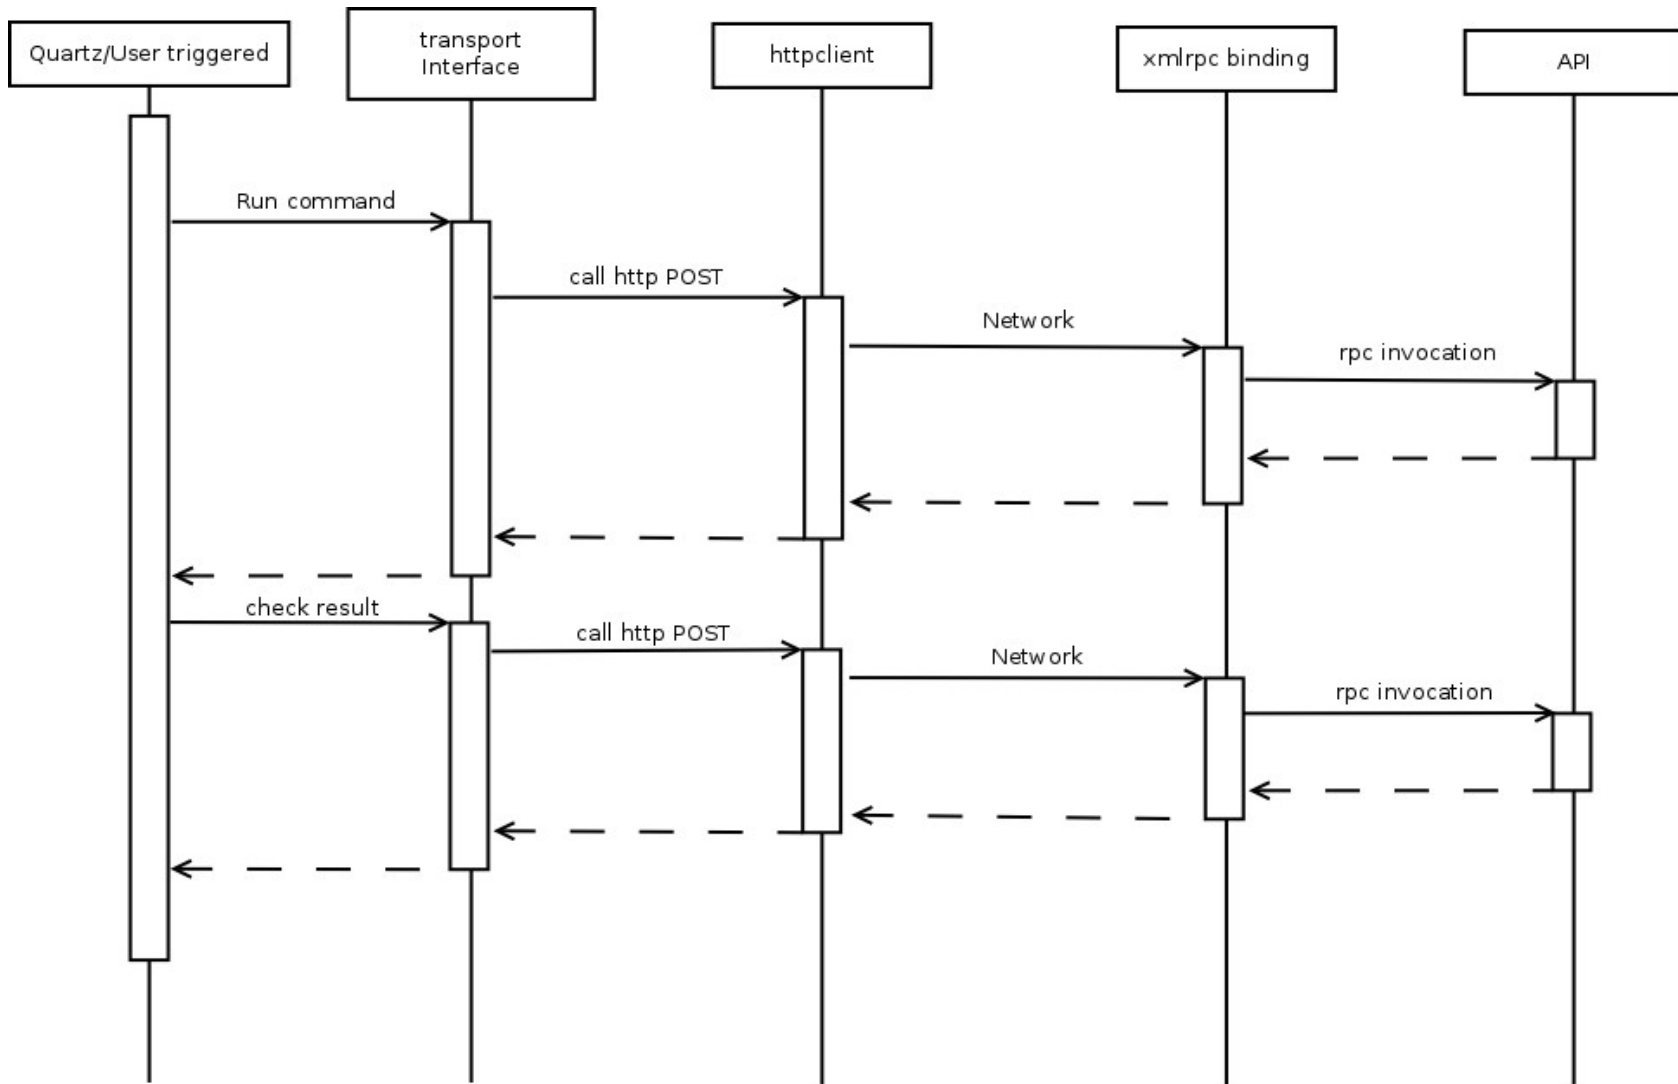 Quartz/User triggered
transport
Interface
httpclient
xmlrpc binding
API
Run command
call http POST
Network
rpc invocation
check result
call http POST
Network
rpc invocation